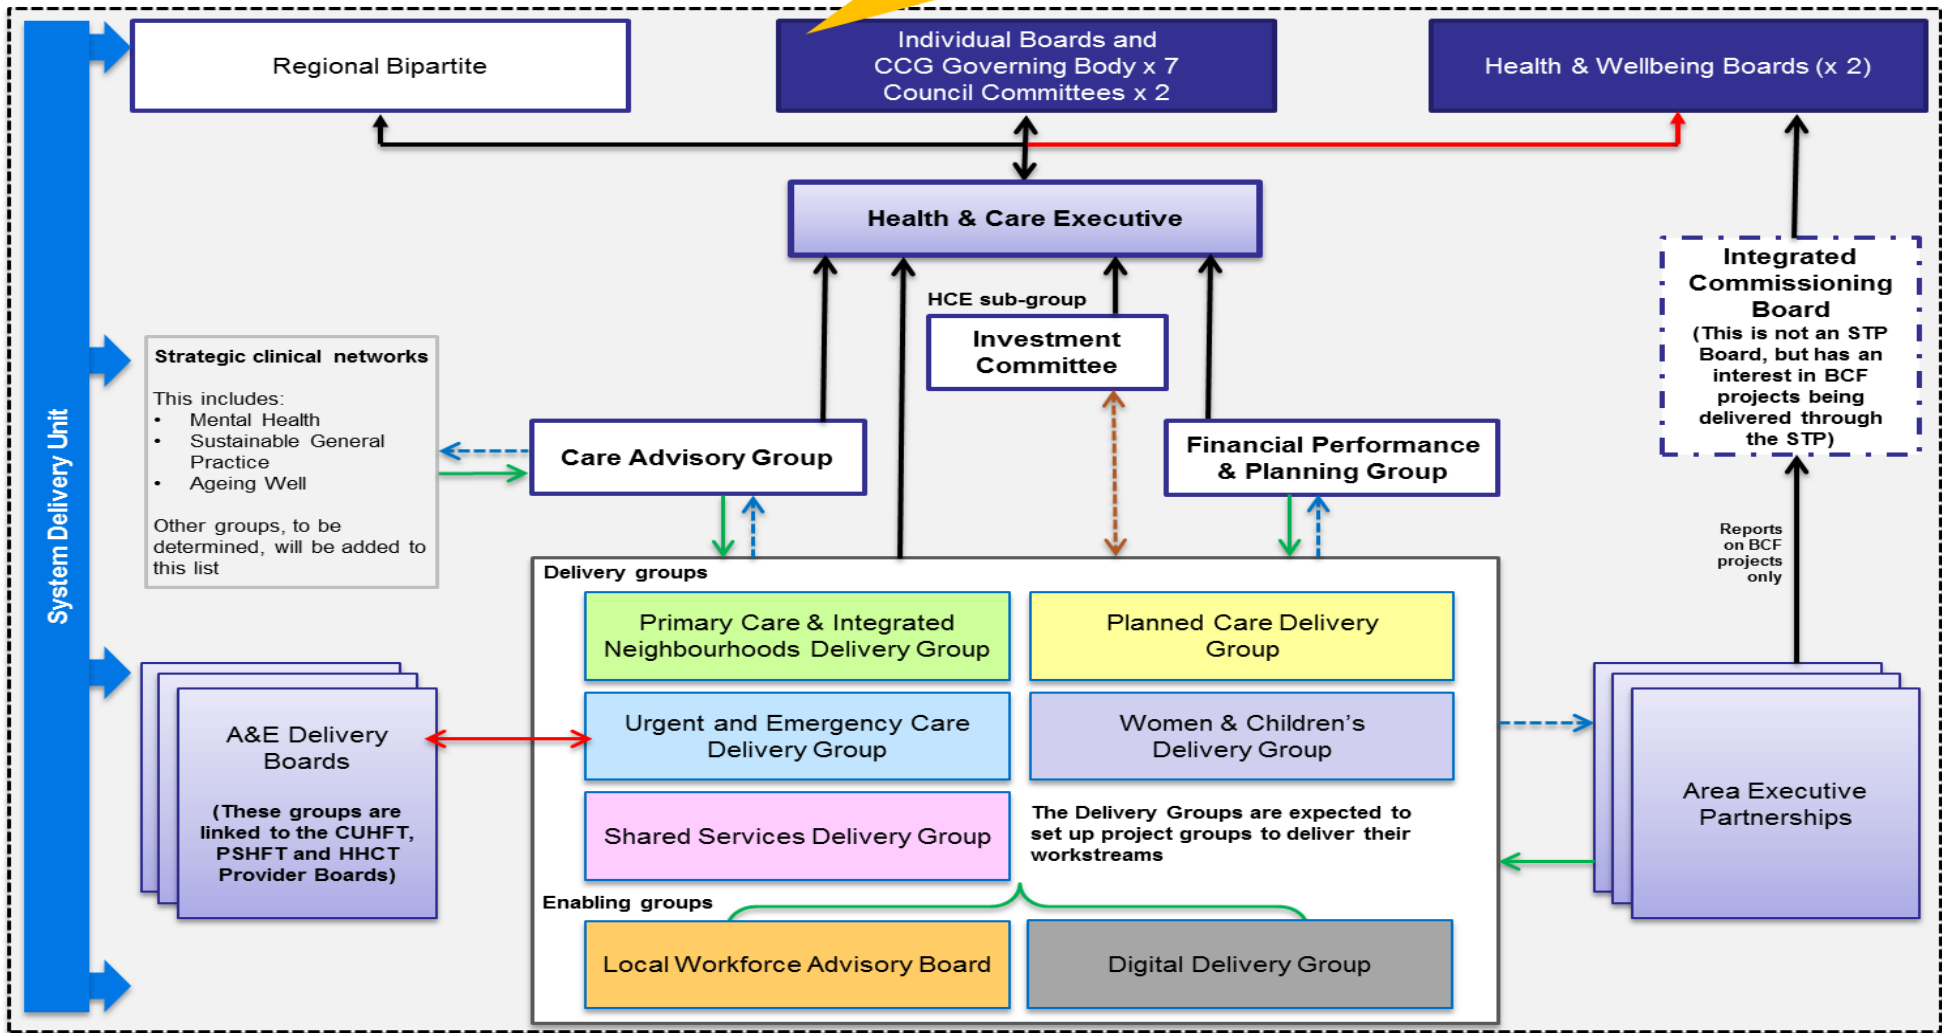 System Delivery Unit
Regional Bipartite
Individual Boards and
CCG Governing Body x 7
Council Committees x 2
Health & Wellbeing Boards (x 2)
Health & Care Executive
HCE sub-group
Investment
Committee
Integrated
Commissioning
Board
(This is not an STP
Board, but has an
interest in BCF
projects being
delivered through
the STP)
Strategic clinical networks
This includes:
• Mental Health
• Sustainable General
Practice
• Ageing Well
Other groups, to be
determined, will be added to
this list
Care Advisory Group
Financial Performance
& Planning Group
Reports
on BCF
projects
only
Delivery groups
Primary Care & Integrated
Neighbourhoods Delivery Group
Planned Care Delivery
Group
Urgent and Emergency Care
Delivery Group
Women & Children's
Delivery Group
Shared Services Delivery Group
The Delivery Groups are expected to
set up project groups to deliver their
workstreams
Enabling groups
Local Workforce Advisory Board
Digital Delivery Group
A&E Delivery
Boards
(These groups are
linked to the CUHFT,
PSHFT and HHCT
Provider Boards)
Area Executive
Partnerships